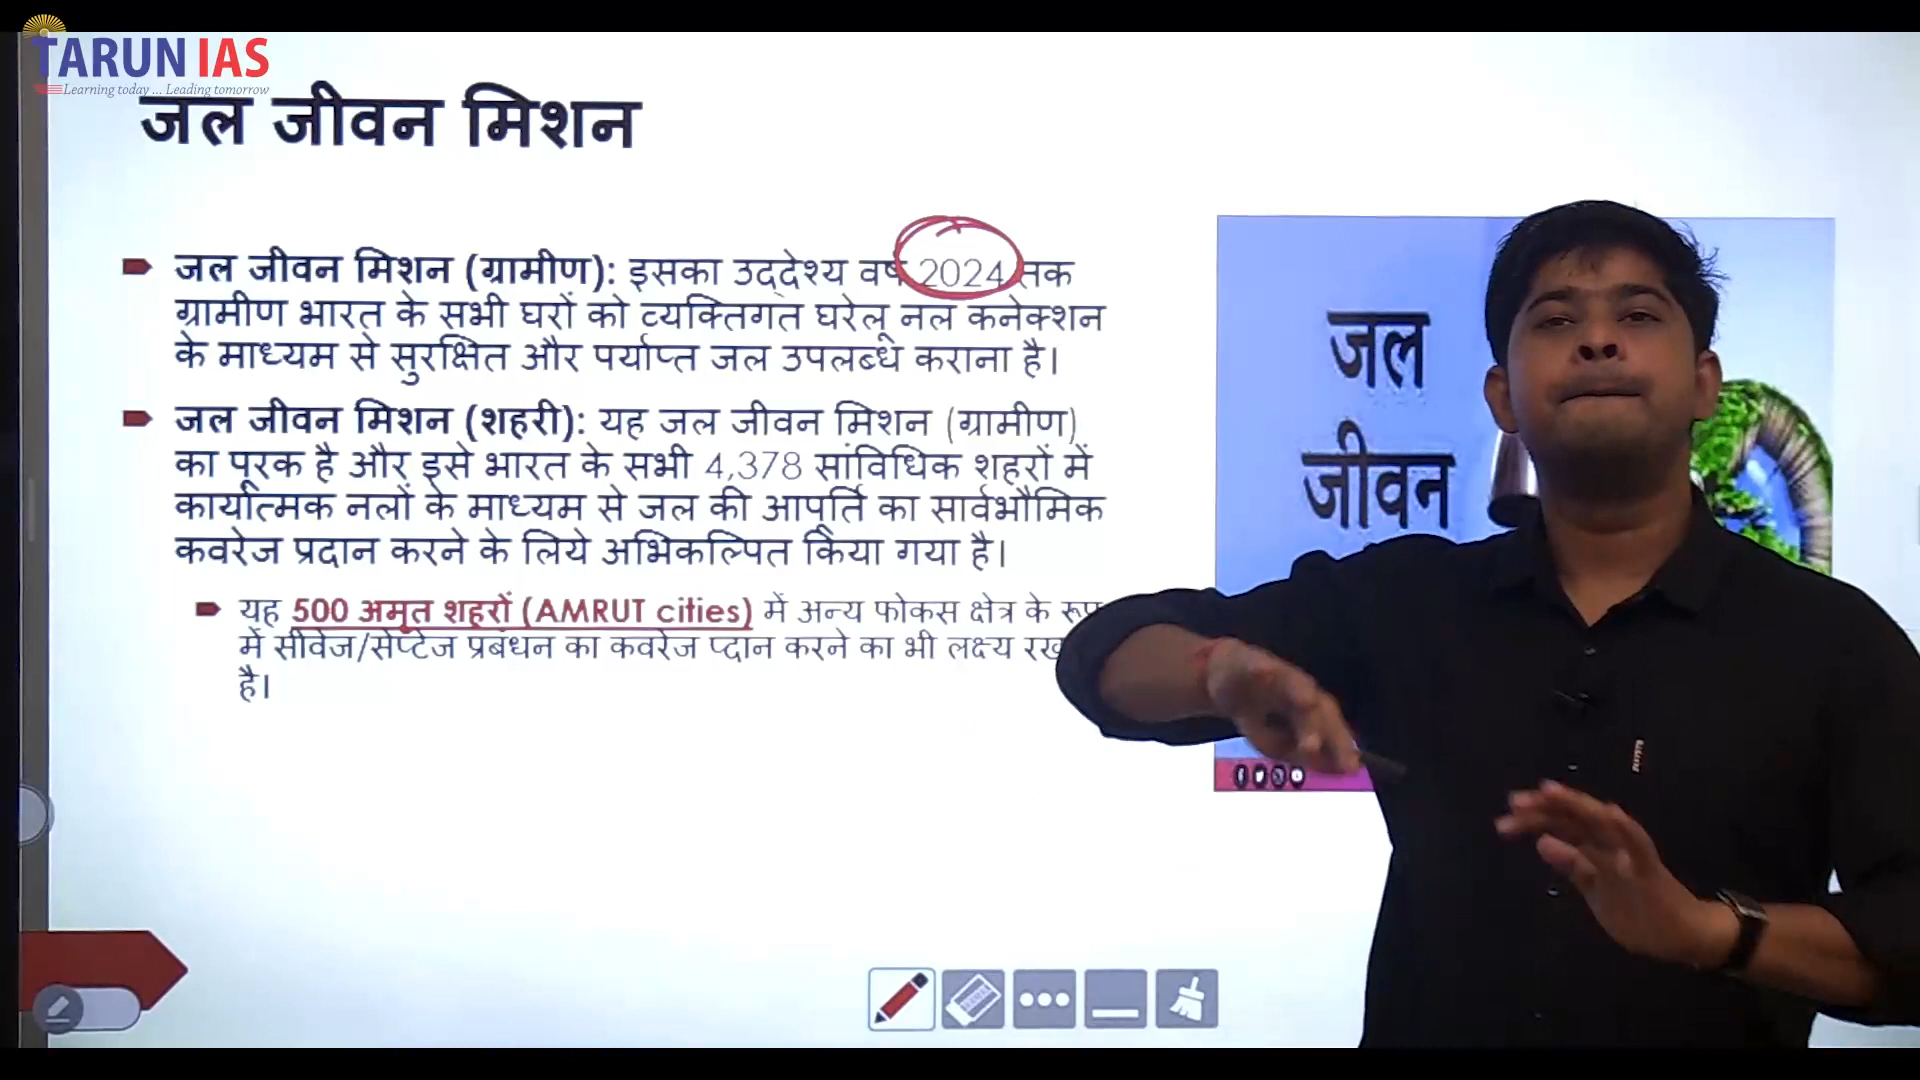 TARUN IAS
Learning today ... Leading tomorrow
जल जीवन मिशन
जल जीवन मिशन (ग्रामीण): इसका उद्देश्य वर्ष 2024 तक
ग्रामीण भारत के सभी घरों को व्यक्तिगत घरेलू नल कनेक्शन
के माध्यम से सुरक्षित और पर्याप्त जल उपलब्ध कराना है।
जल जीवन मिशन (शहरी): यह जल जीवन मिशन (ग्रामीण)
का पूरक है और इसे भारत के सभी 4,378 सांविधिक शहरों में
कार्यात्मक नलों के माध्यम से जल की आपूर्ति का सार्वभौमिक
कवरेज प्रदान करने के लिये अभिकल्पित किया गया है।
यह 500 अमृत शहरों (AMRUT cities) में अन्य फोकस क्षेत्र के रूप
में सीवेज/सेप्टेज प्रबंधन का कवरेज प्दान करने का भी लक्ष्य
है।
जल
जीवन